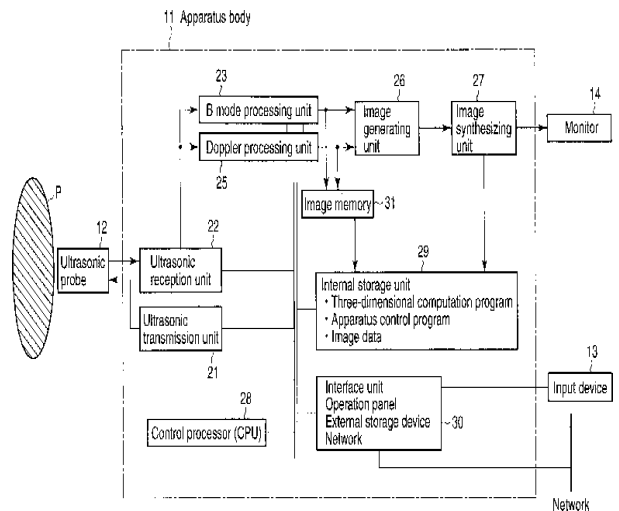 11 Apparatus body
23
B mode processing unit
Doppler processing unit
25
26
Image
generating
unit
27
Image
synthesizing
unit
14
Monitor
P
12
Ultrasonic
probe
22
Ultrasonic
reception unit
Image memory
31
29
Internal storage unit
・Three-dimensional computation program
・Apparatus control program
・Image data
Ultrasonic
transmission unit
21
13
Input device
Interface unit
Operation panel
External storage device
Network
30
28
Control processor (CPU)
Network